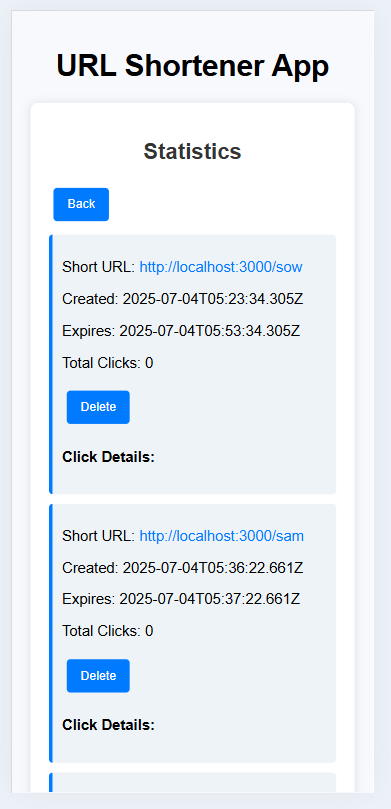 URL Shortener App
Statistics
Back
Short URL: http://localhost:3000/sow
Created: 2025-07-04T05:23:34.305Z
Expires: 2025-07-04T05:53:34.305Z
Total Clicks: 0
Delete
Click Details:
Short URL: http://localhost:3000/sam
Created: 2025-07-04T05:36:22.661Z
Expires: 2025-07-04T05:37:22.661Z
Total Clicks: 0
Delete
Click Details: